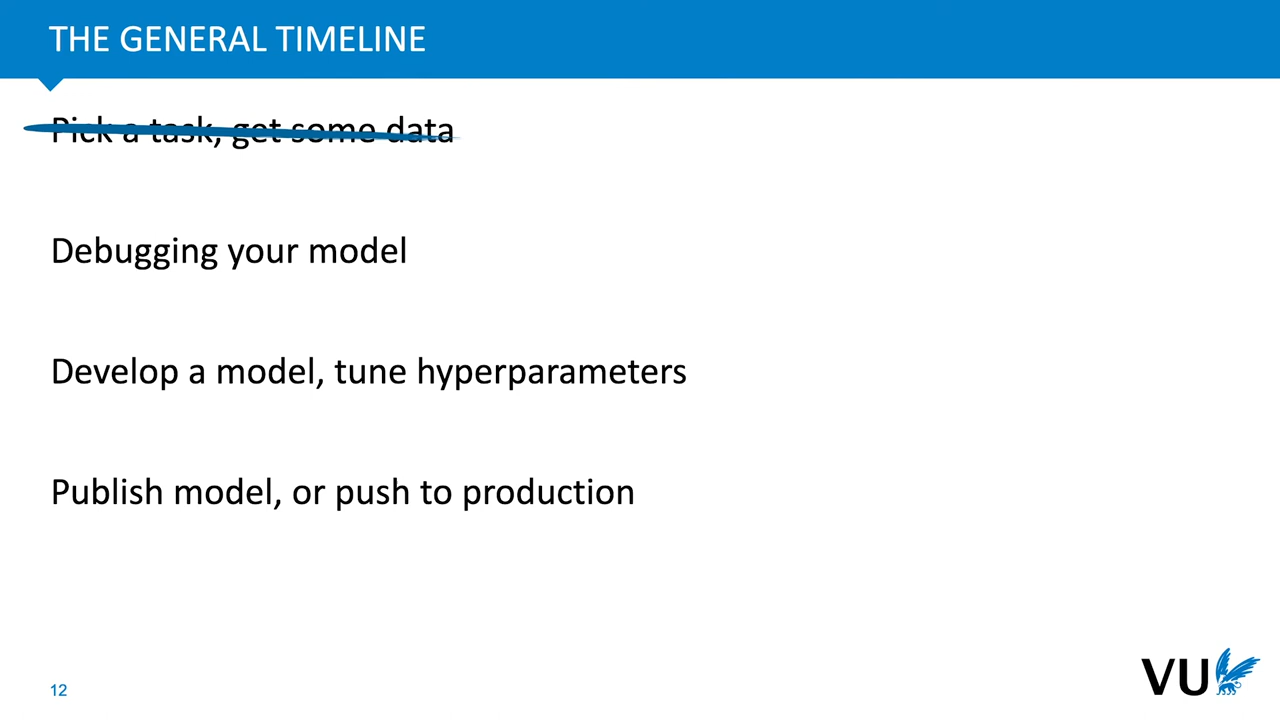 THE GENERAL TIMELINE
Pick a task, get some data
Debugging your model
Develop a model, tune hyperparameters
Publish model, or push to production
12
VU